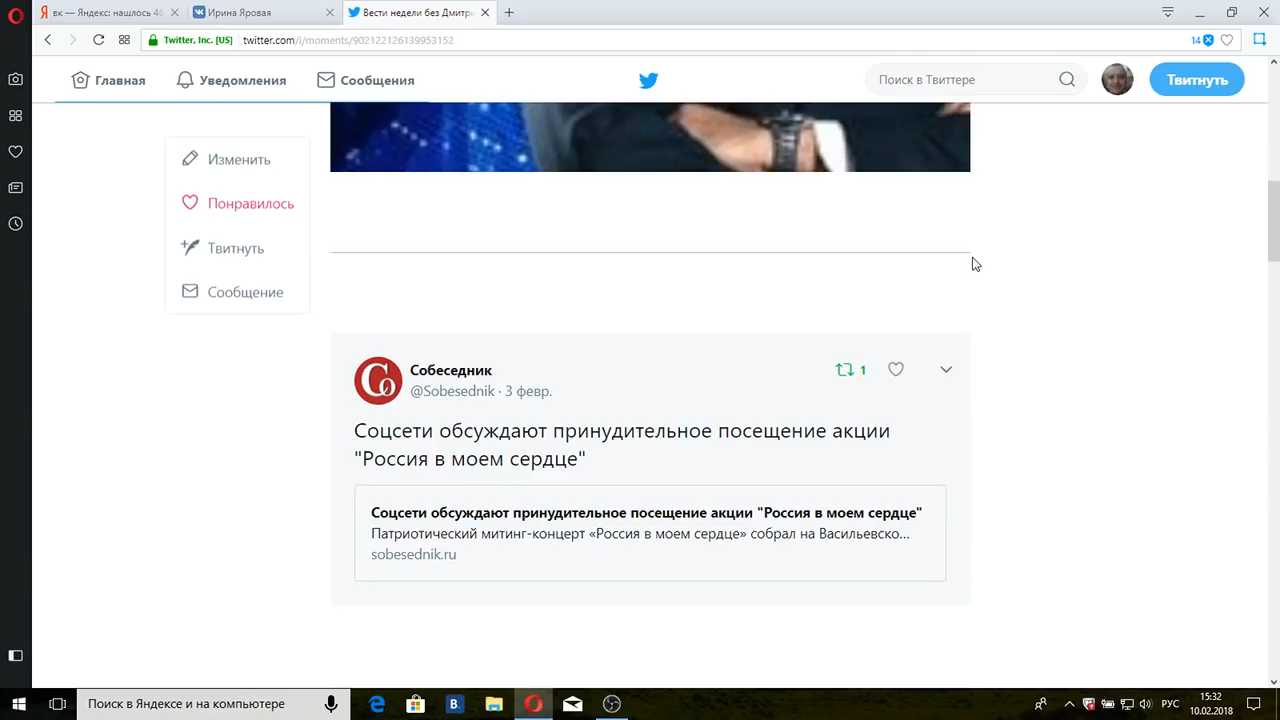 вк — Яндекс: нашлось 46
Ирина Яровая
Вести недели без Дмитри
Twitter, Inc. [US]
twitter.com/i/moments/902122126139953152
14
Главная
Уведомления
Сообщения
Поиск в Твиттере
Твитнуть
Изменить
Понравилось
Твитнуть
Сообщение
Собеседник
1
@Sobesednik · 3 февр.
Соцсети обсуждают принудительное посещение акции
"Россия в моем сердце"
Соцсети обсуждают принудительное посещение акции "Россия в моем сердце"
Патриотический митинг-концерт «Россия в моем сердце» собрал на Васильевско...
sobesednik.ru
Поиск в Яндексе и на компьютере
РУС
15:32
10.02.2018